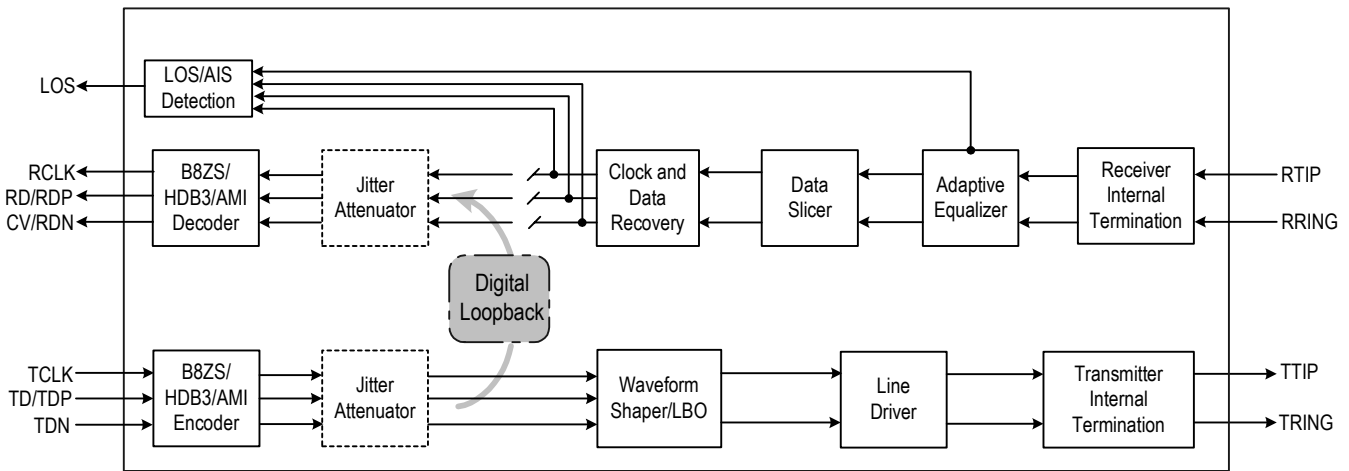 LOS
LOS/AIS
Detection
RCLK
RD/RDP
CV/RDN
B8ZS/
HDB3/AMI
Decoder
Jitter
Attenuator
Clock and
Data
Recovery
Data
Slicer
Adaptive
Equalizer
Receiver
Internal
Termination
RTIP
RRING
Digital
Loopback
TCLK
TD/TDP
TDN
B8ZS/
HDB3/AMI
Encoder
Jitter
Attenuator
Waveform
Shaper/LBO
Line
Driver
Transmitter
Internal
Termination
TTIP
TRING